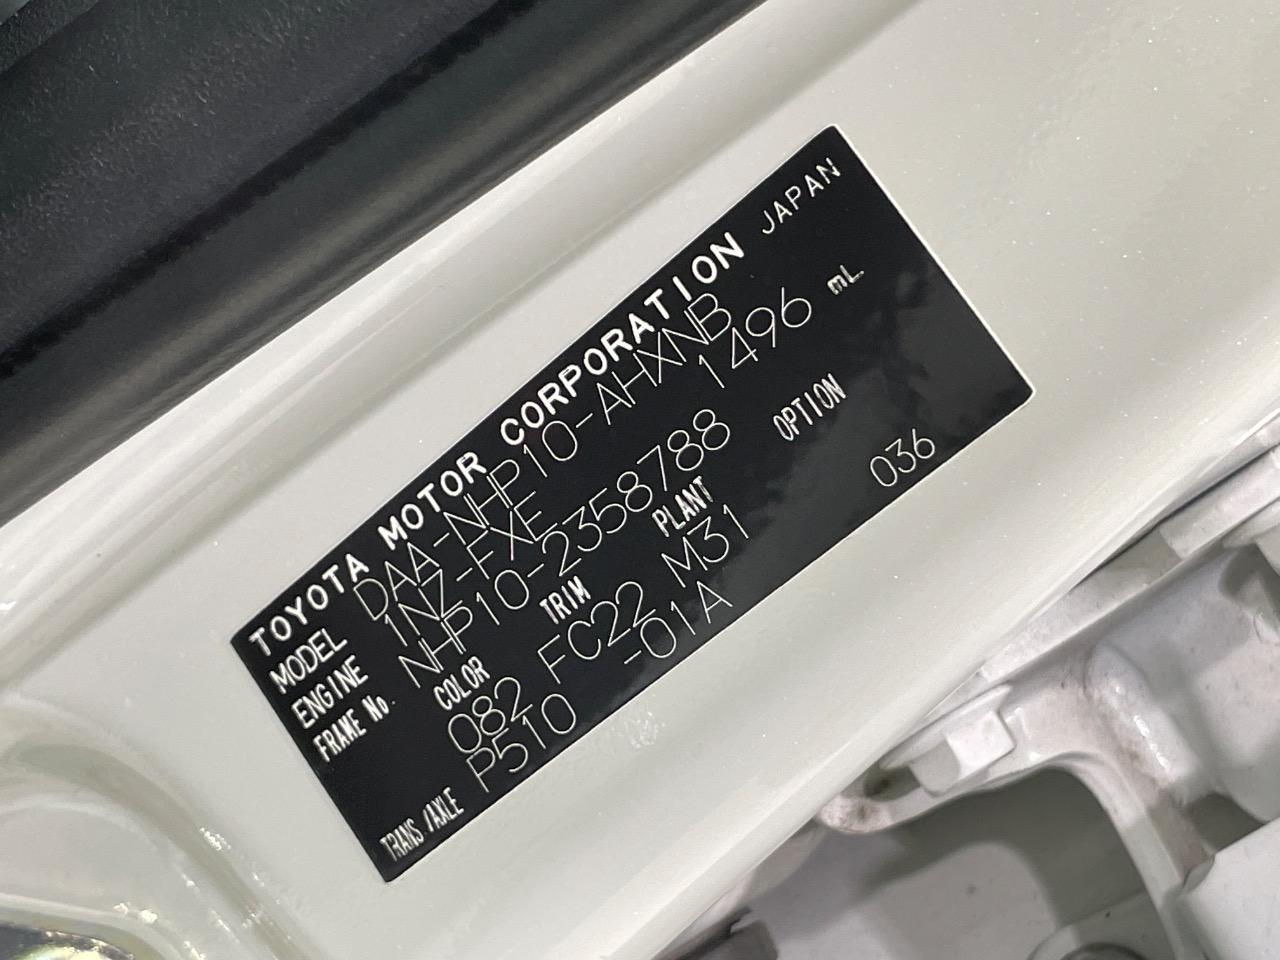 TOYOTA MOTOR CORPORATION JAPAN
MODEL DAA-NHP10-AHXNB
ENGINE 1NZ-FXE 1496 mL
FRAME No. NHP10-2358788
COLOR TRIM PLANT OPTION
082 FC22 M31 036
TRANS/AXLE P510 -01A